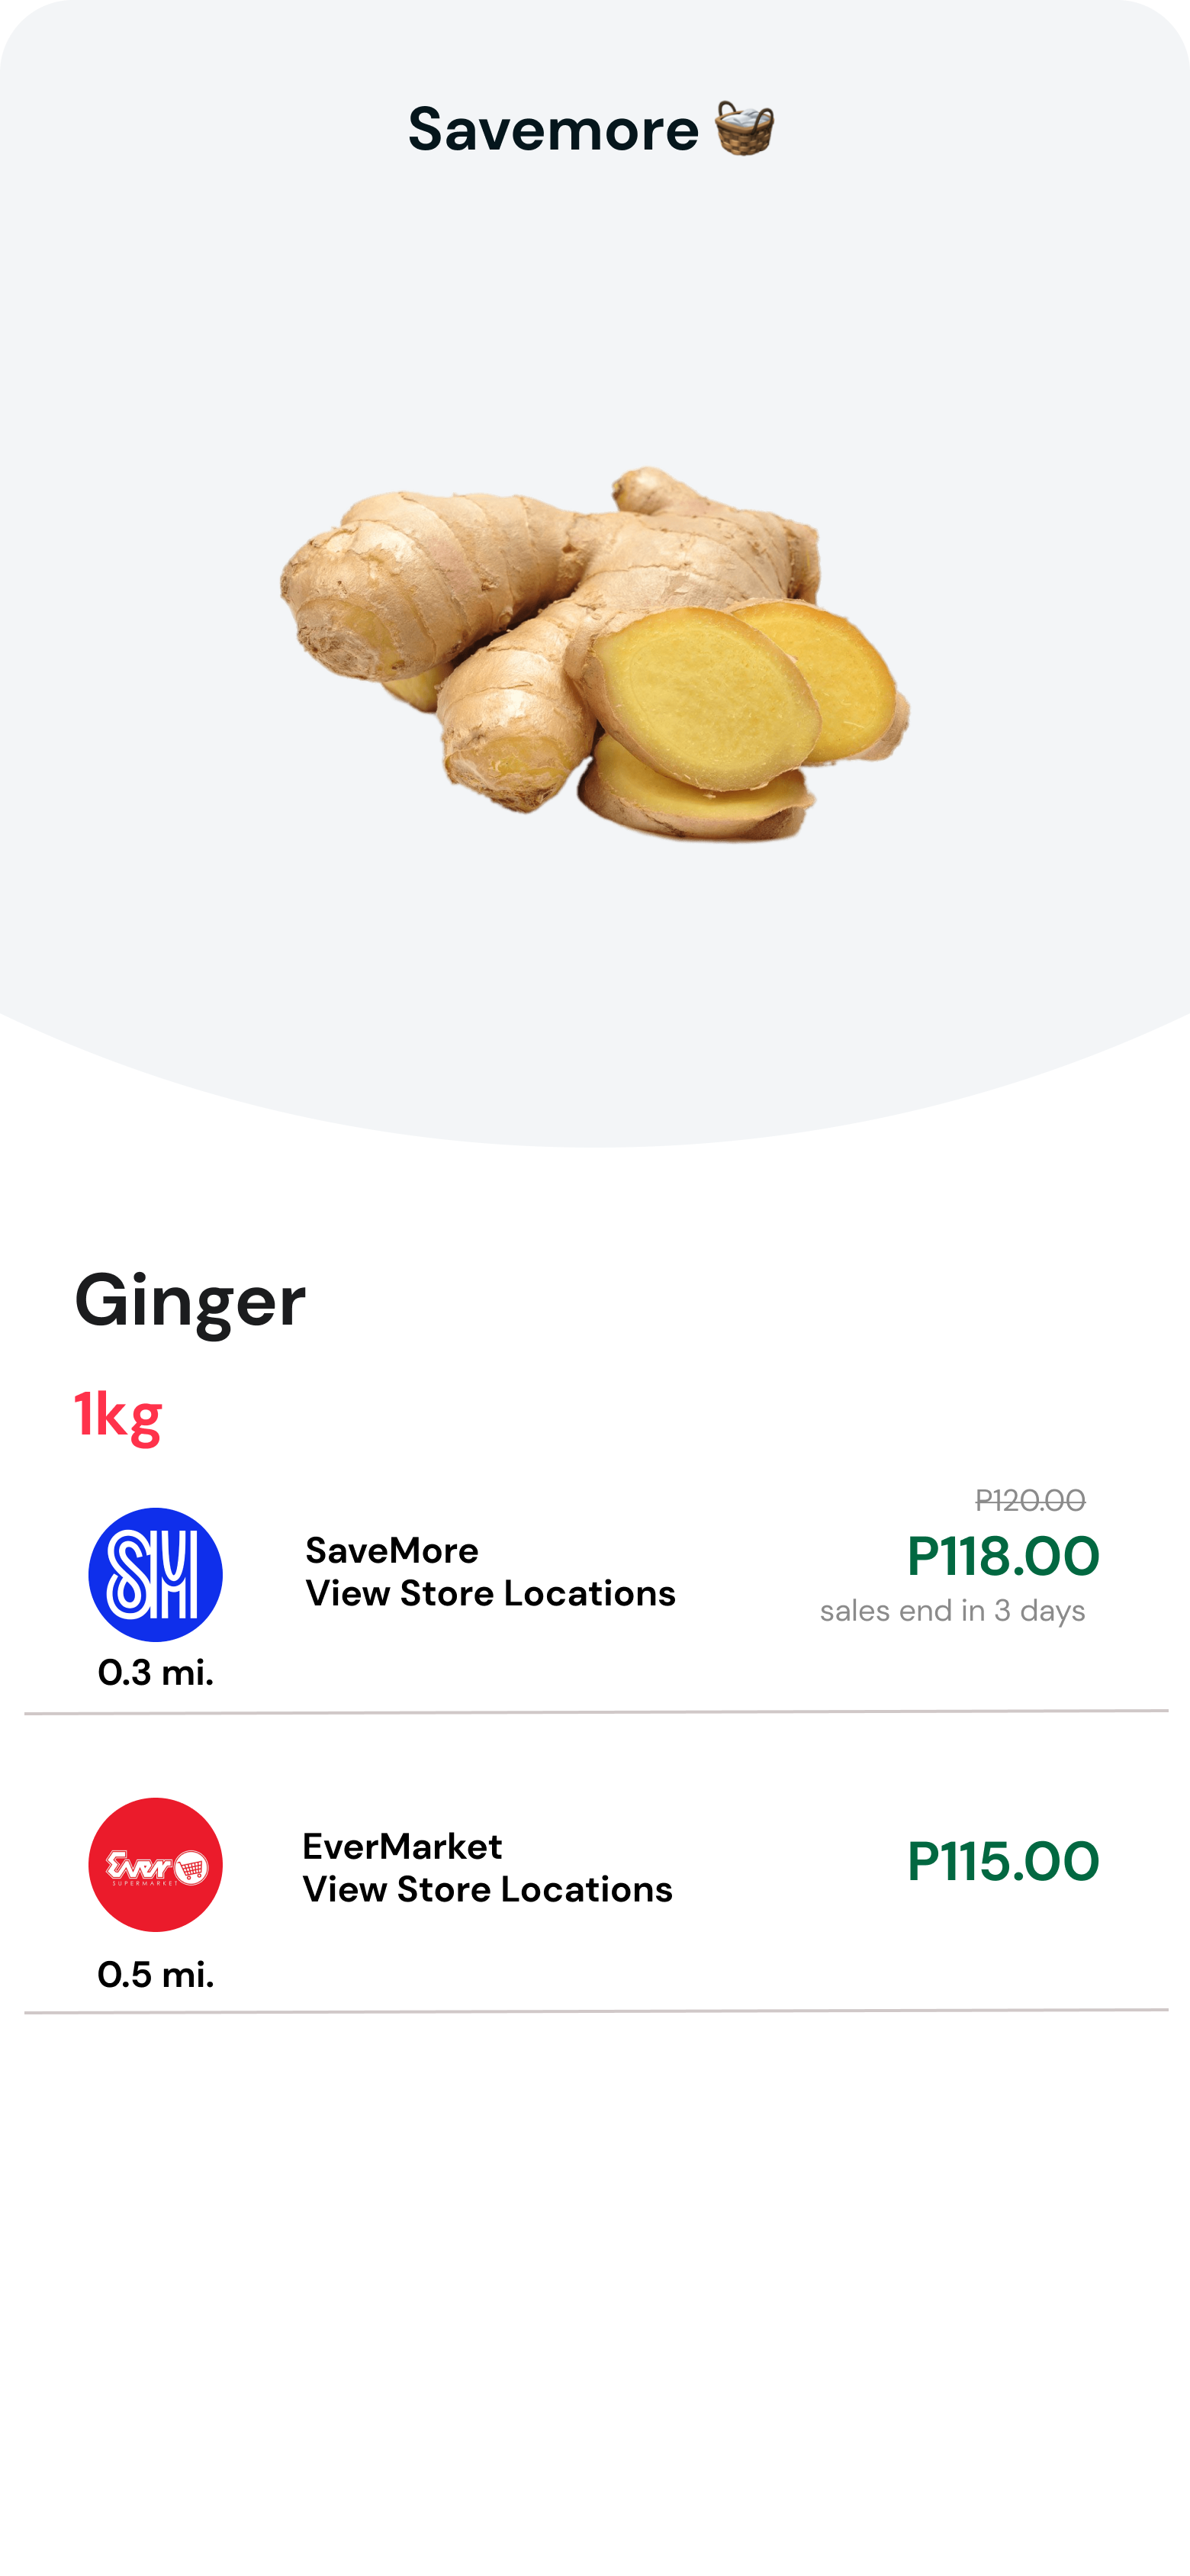 Savemore
Ginger
1kg
P120.00
SM
SaveMore
P118.00
View Store Locations
sales end in 3 days
0.3 mi.
EverMarket
P115.00
Ever
SUPERMARKET
View Store Locations
0.5 mi.